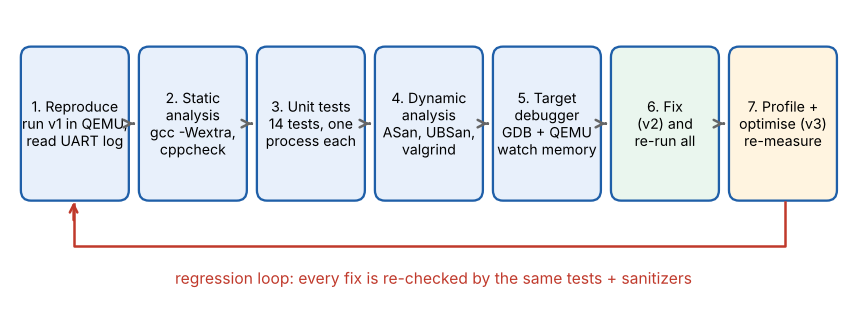 1. Reproduce
run v1 in QEMU,
read UART log
2. Static
analysis
gcc -Wextra,
cppcheck
3. Unit tests
14 tests, one
process each
4. Dynamic
analysis
ASan, UBSan,
valgrind
5. Target
debugger
GDB + QEMU
watch memory
6. Fix
(v2) and
re-run all
7. Profile +
optimise (v3)
re-measure
regression loop: every fix is re-checked by the same tests + sanitizers